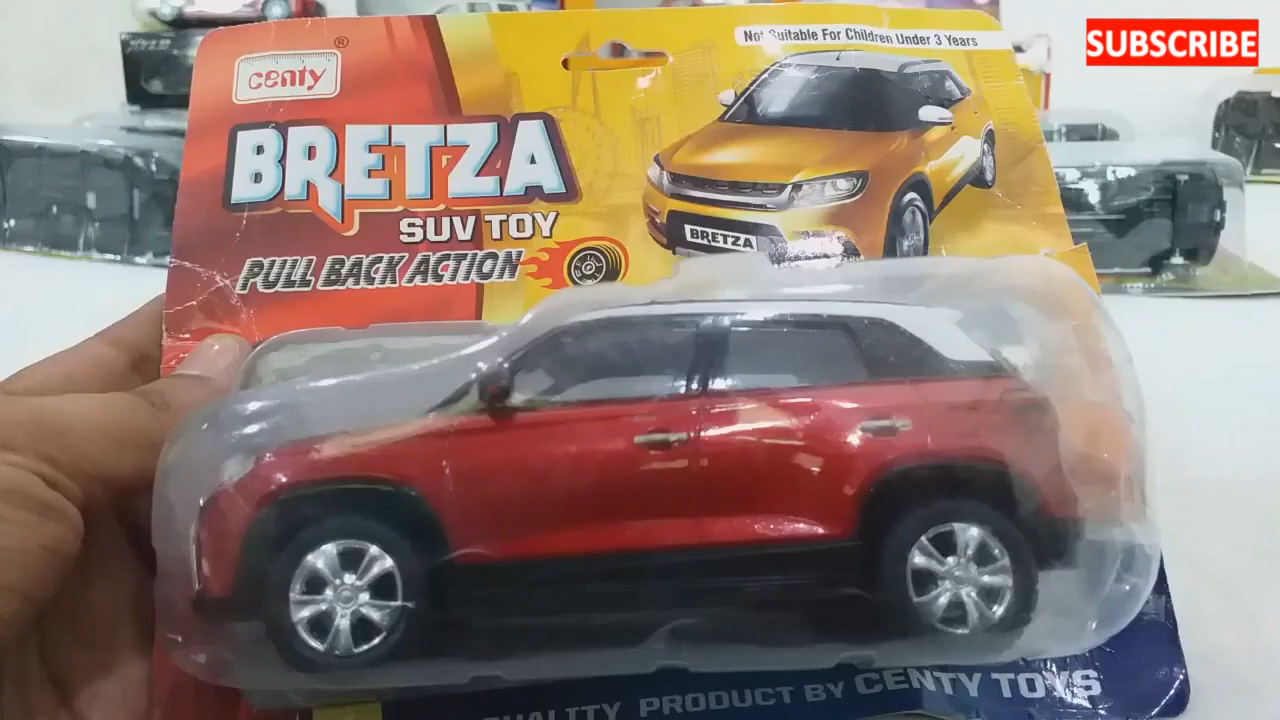 SUBSCRIBE
Not Suitable For Children Under 3 Years
centy®
BRETZA
SUV TOY
PULL BACK ACTION
BRETZA
QUALITY PRODUCT BY CENTY TOYS